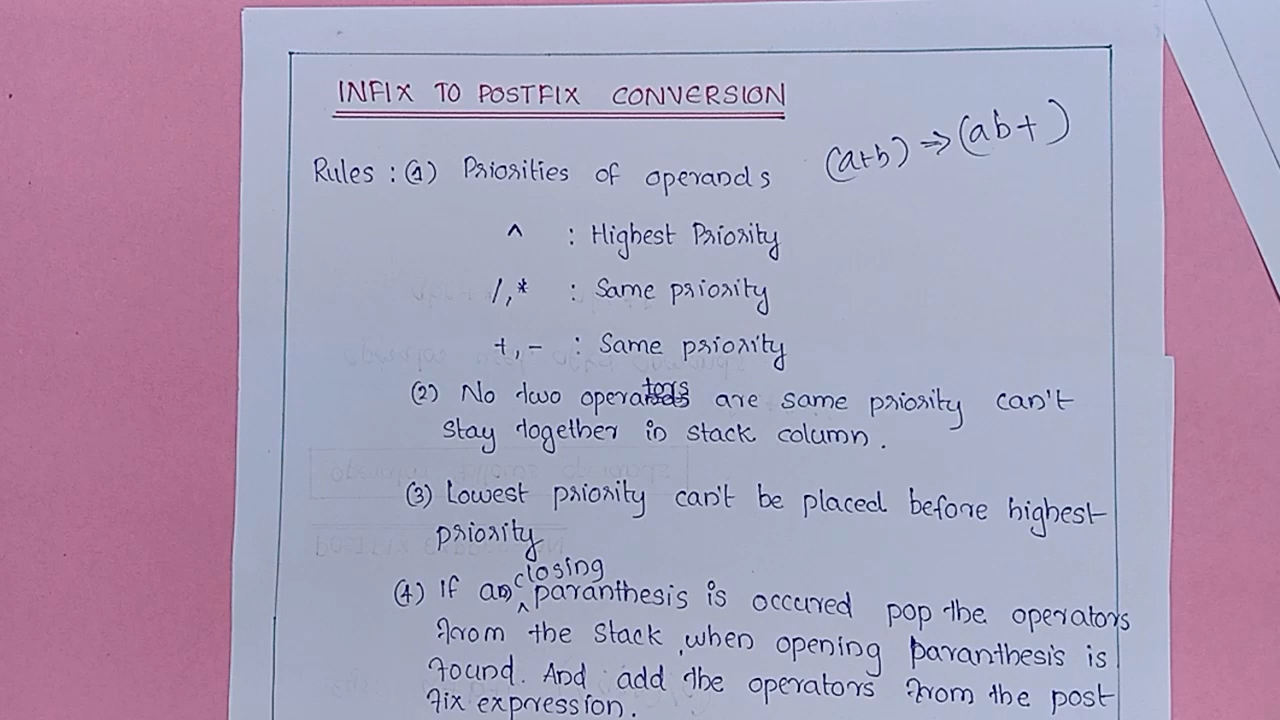 INFIX TO POSTFIX CONVERSION
(a+b) ⇒ (ab+)
Rules : (1) Priorities of operands
^ : Highest Priority
/,* : Same priority
+,- : Same priority
(2) No two operators are same priority can't
stay together in stack column.
(3) Lowest priority can't be placed before highest
priority
(4) If an closing paranthesis is occured pop the operators
from the stack, when opening paranthesis is
found. And add the operators from the post
fix expression.